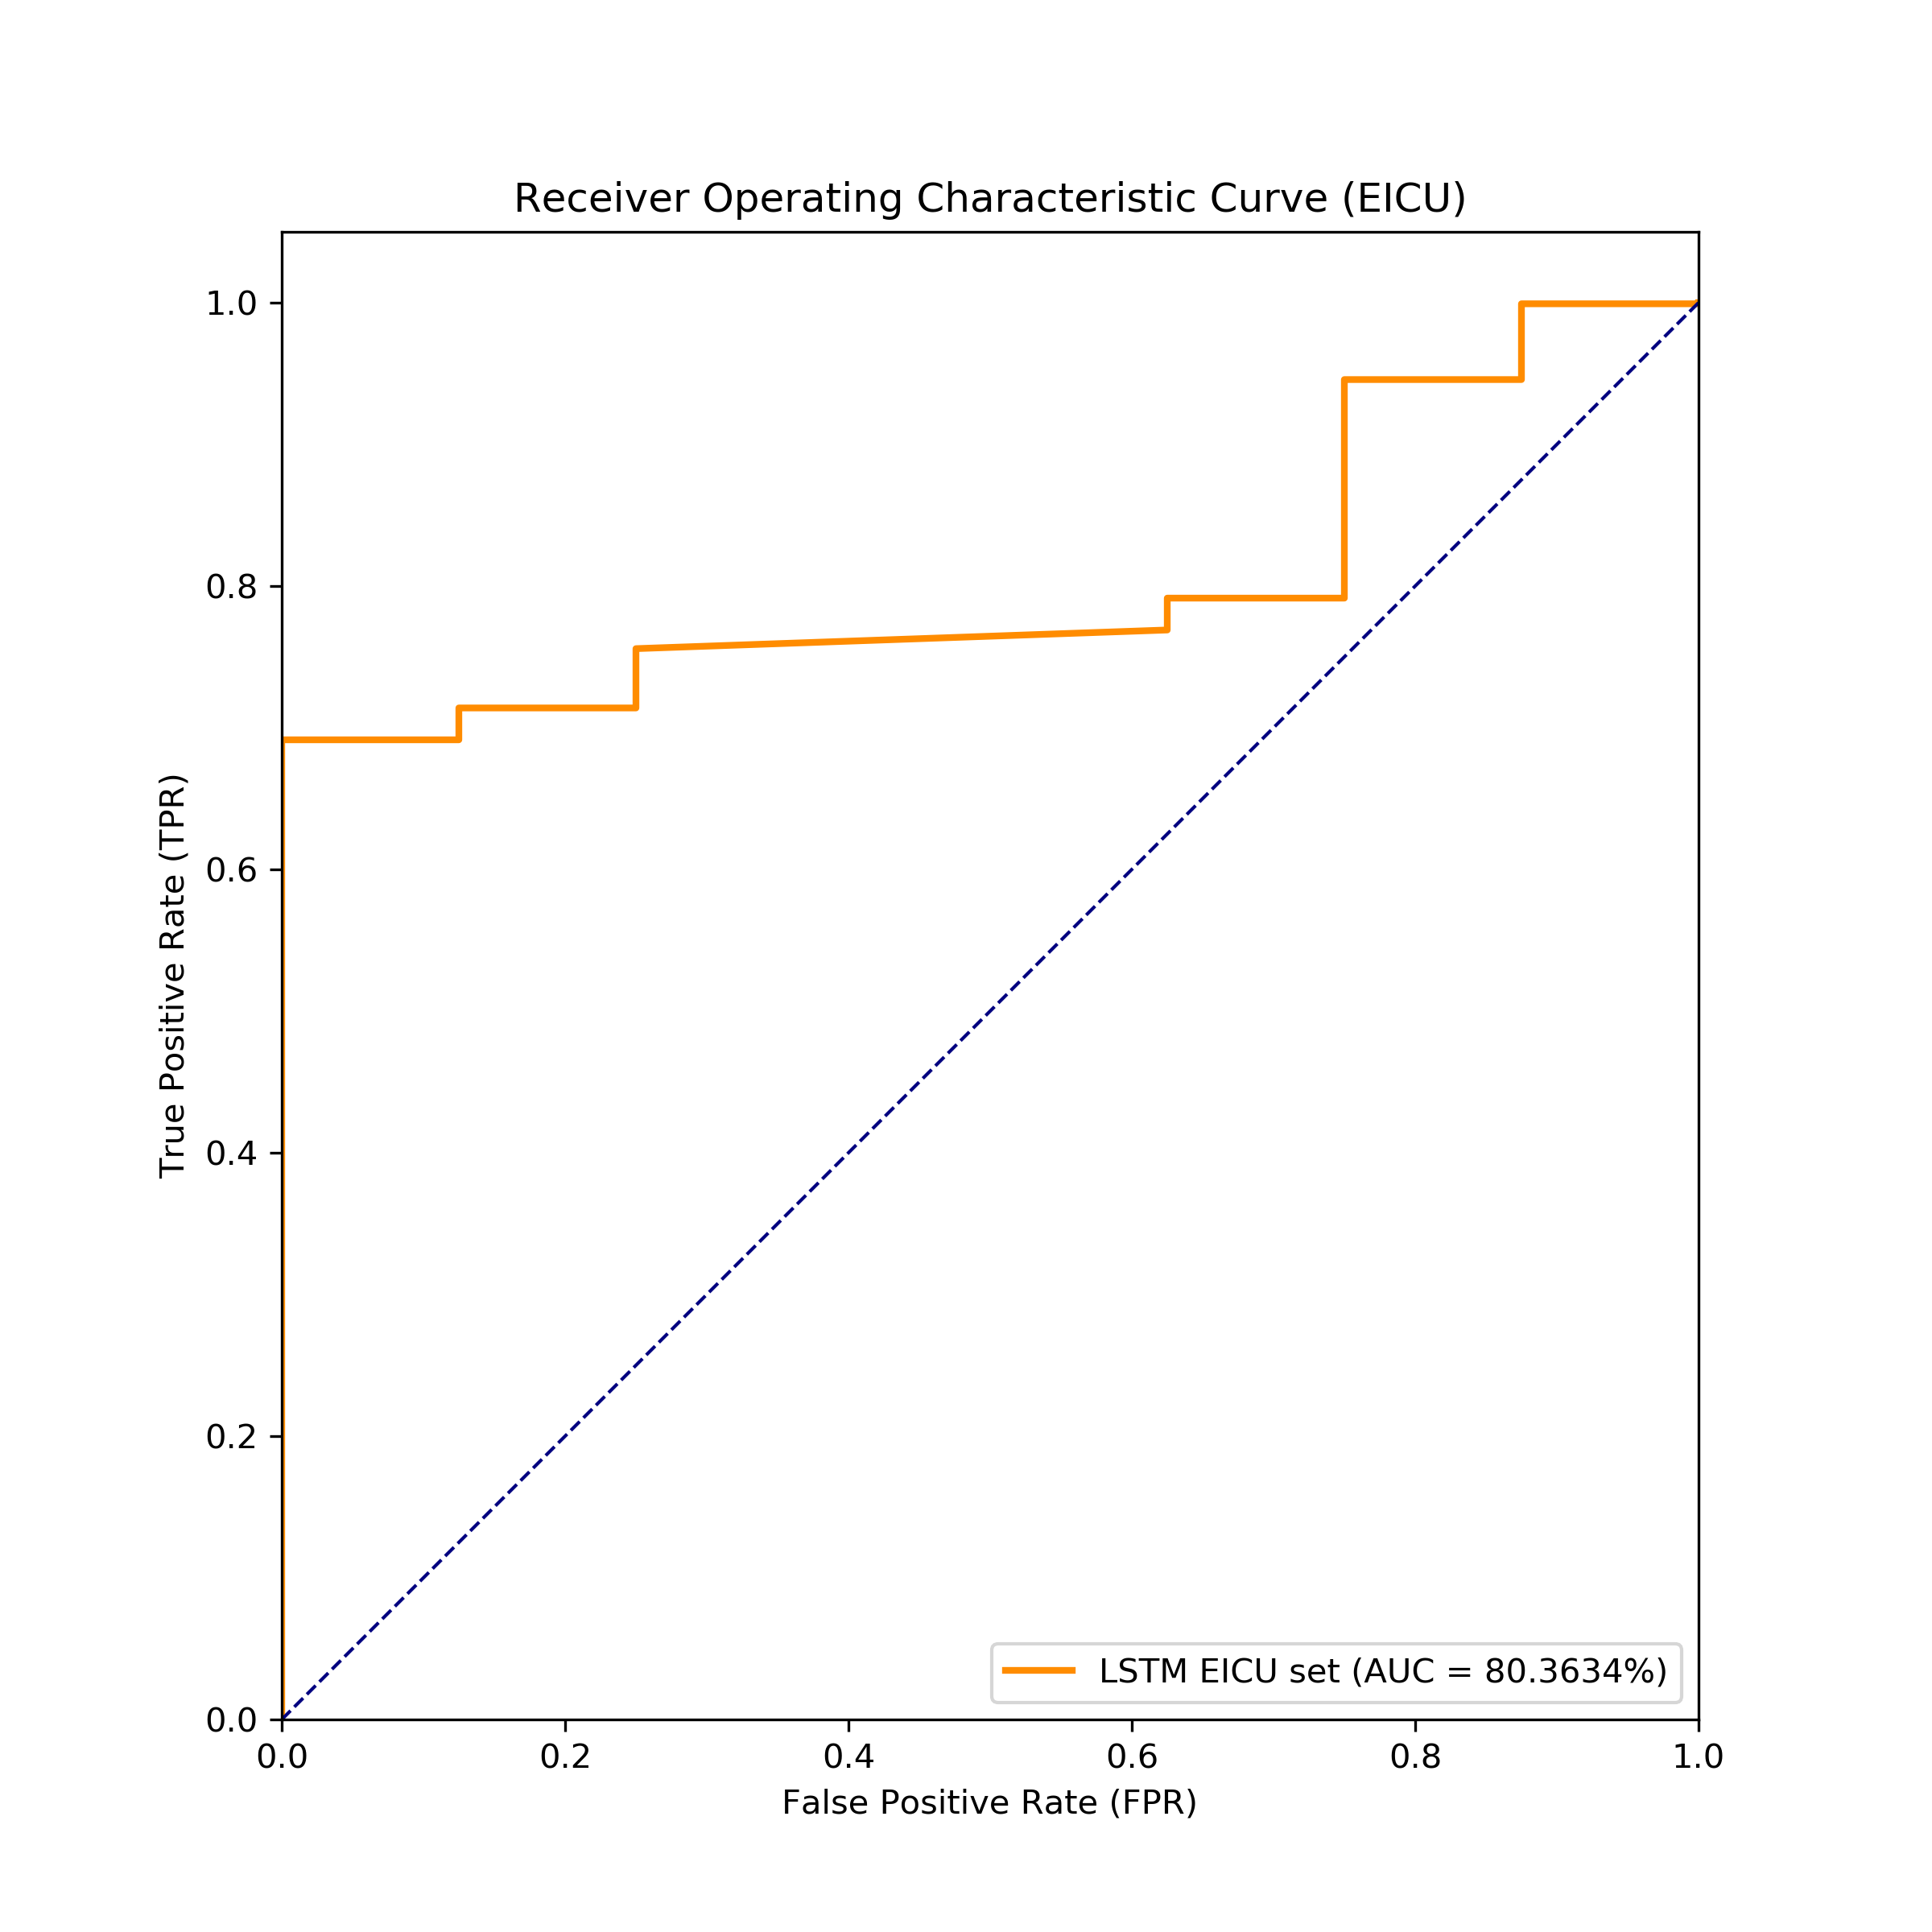 Receiver Operating Characteristic Curve (EICU)
True Positive Rate (TPR)
1.0
0.8
0.6
0.4
0.2
0.0
LSTM EICU set (AUC = 80.3634%)
0.0 0.2 0.4 0.6 0.8 1.0
False Positive Rate (FPR)